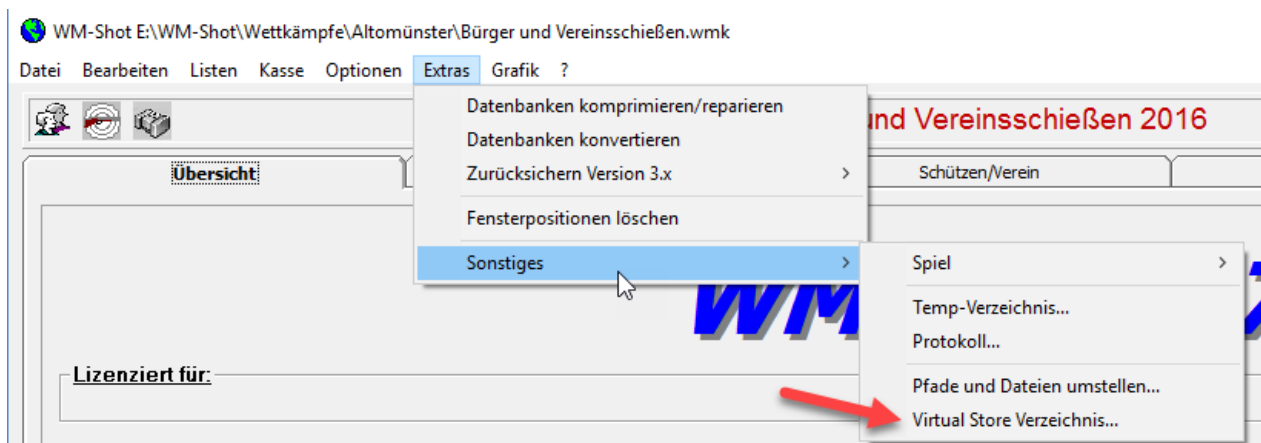 WM-Shot E:\WM-Shot\Wettkämpfe\Altomünster\Bürger und Vereinsschießen.wmk
Datei Bearbeiten Listen Kasse Optionen Extras Grafik ?
Datenbanken komprimieren/reparieren
und Vereinsschießen 2016
Datenbanken konvertieren
Übersicht
Zurücksichern Version 3.x
Schützen/Verein
Fensterpositionen löschen
Sonstiges
Spiel
WM
Temp-Verzeichnis...
Protokoll...
Lizenziert für:
Pfade und Dateien umstellen...
Virtual Store Verzeichnis...